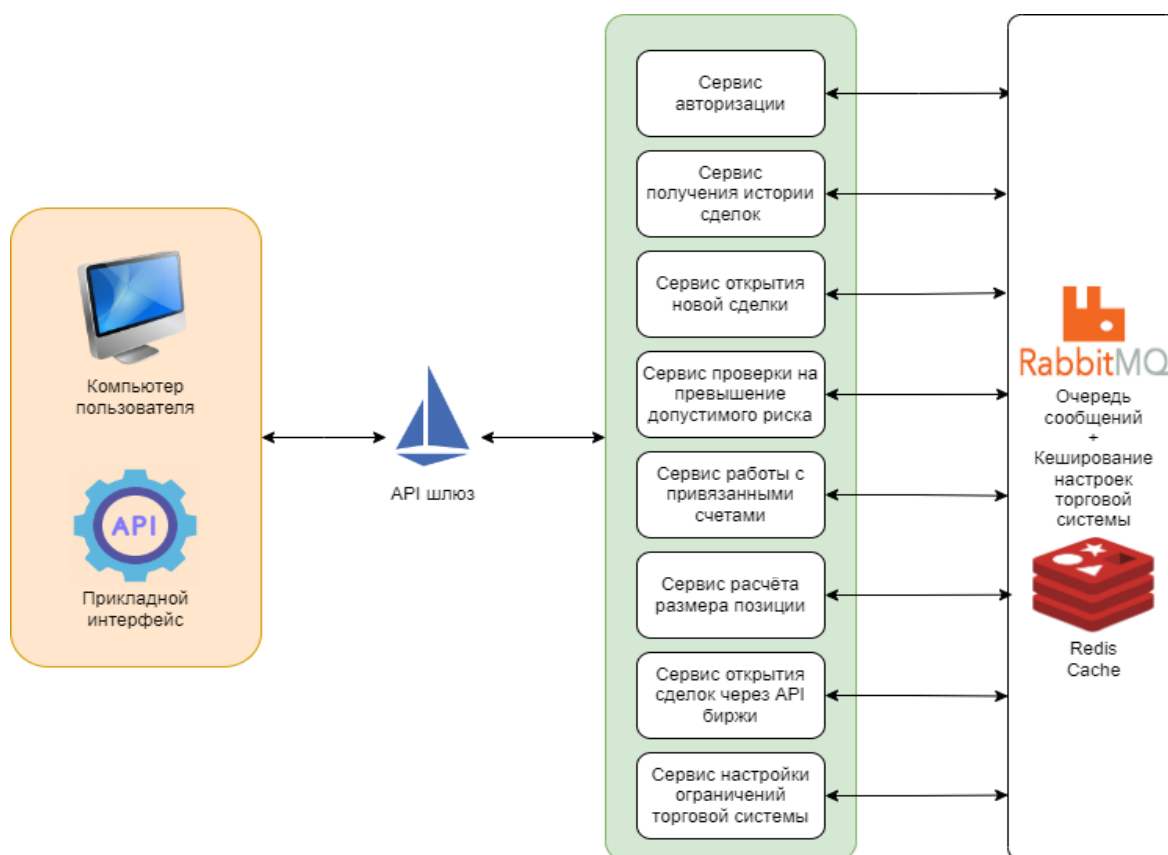 Компьютер
пользователя
API
Прикладной
интерфейс
API шлюз
Сервис
авторизации
Сервис
получения истории
сделок
Сервис открытия
новой сделки
Сервис проверки на
превышение
допустимого риска
Сервис работы с
привязанными
счетами
Сервис расчёта
размера позиции
Сервис открытия
сделок через API
биржи
Сервис настройки
ограничений
торговой системы
RabbitMQ
Очередь
сообщений
+
Кеширование
настроек
торговой
системы
Redis
Cache